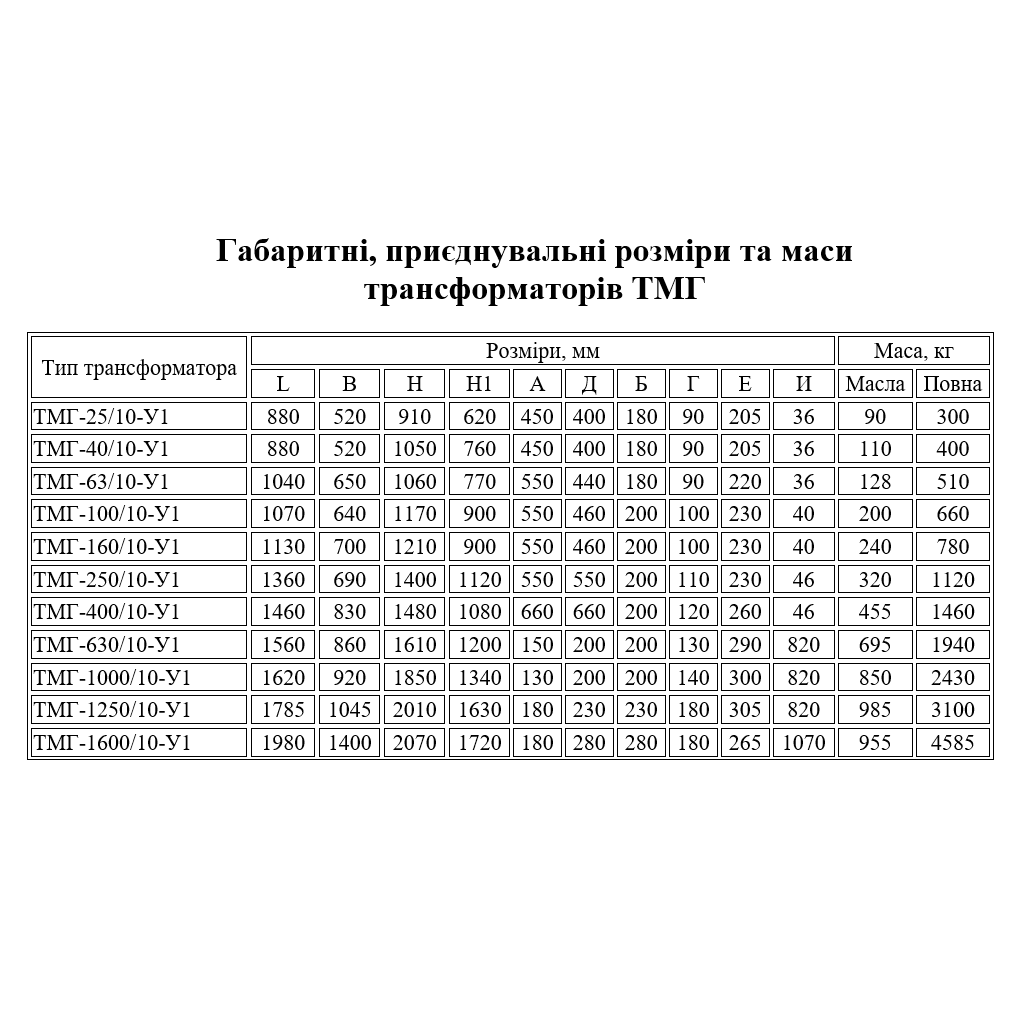 Габаритні, приєднувальні розміри та маси
трансформаторів ТМГ
Тип трансформатора Розміри, мм Маса, кг
L В Н Н1 А Д Б Г Е И Масла Повна
ТМГ-25/10-У1 880 520 910 620 450 400 180 90 205 36 90 300
ТМГ-40/10-У1 880 520 1050 760 450 400 180 90 205 36 110 400
ТМГ-63/10-У1 1040 650 1060 770 550 440 180 90 220 36 128 510
ТМГ-100/10-У1 1070 640 1170 900 550 460 200 100 230 40 200 660
ТМГ-160/10-У1 1130 700 1210 900 550 460 200 100 230 40 240 780
ТМГ-250/10-У1 1360 690 1400 1120 550 550 200 110 230 46 320 1120
ТМГ-400/10-У1 1460 830 1480 1080 660 660 200 120 260 46 455 1460
ТМГ-630/10-У1 1560 860 1610 1200 150 200 200 130 290 820 695 1940
ТМГ-1000/10-У1 1620 920 1850 1340 130 200 200 140 300 820 850 2430
ТМГ-1250/10-У1 1785 1045 2010 1630 180 230 230 180 305 820 985 3100
ТМГ-1600/10-У1 1980 1400 2070 1720 180 280 280 180 265 1070 955 4585